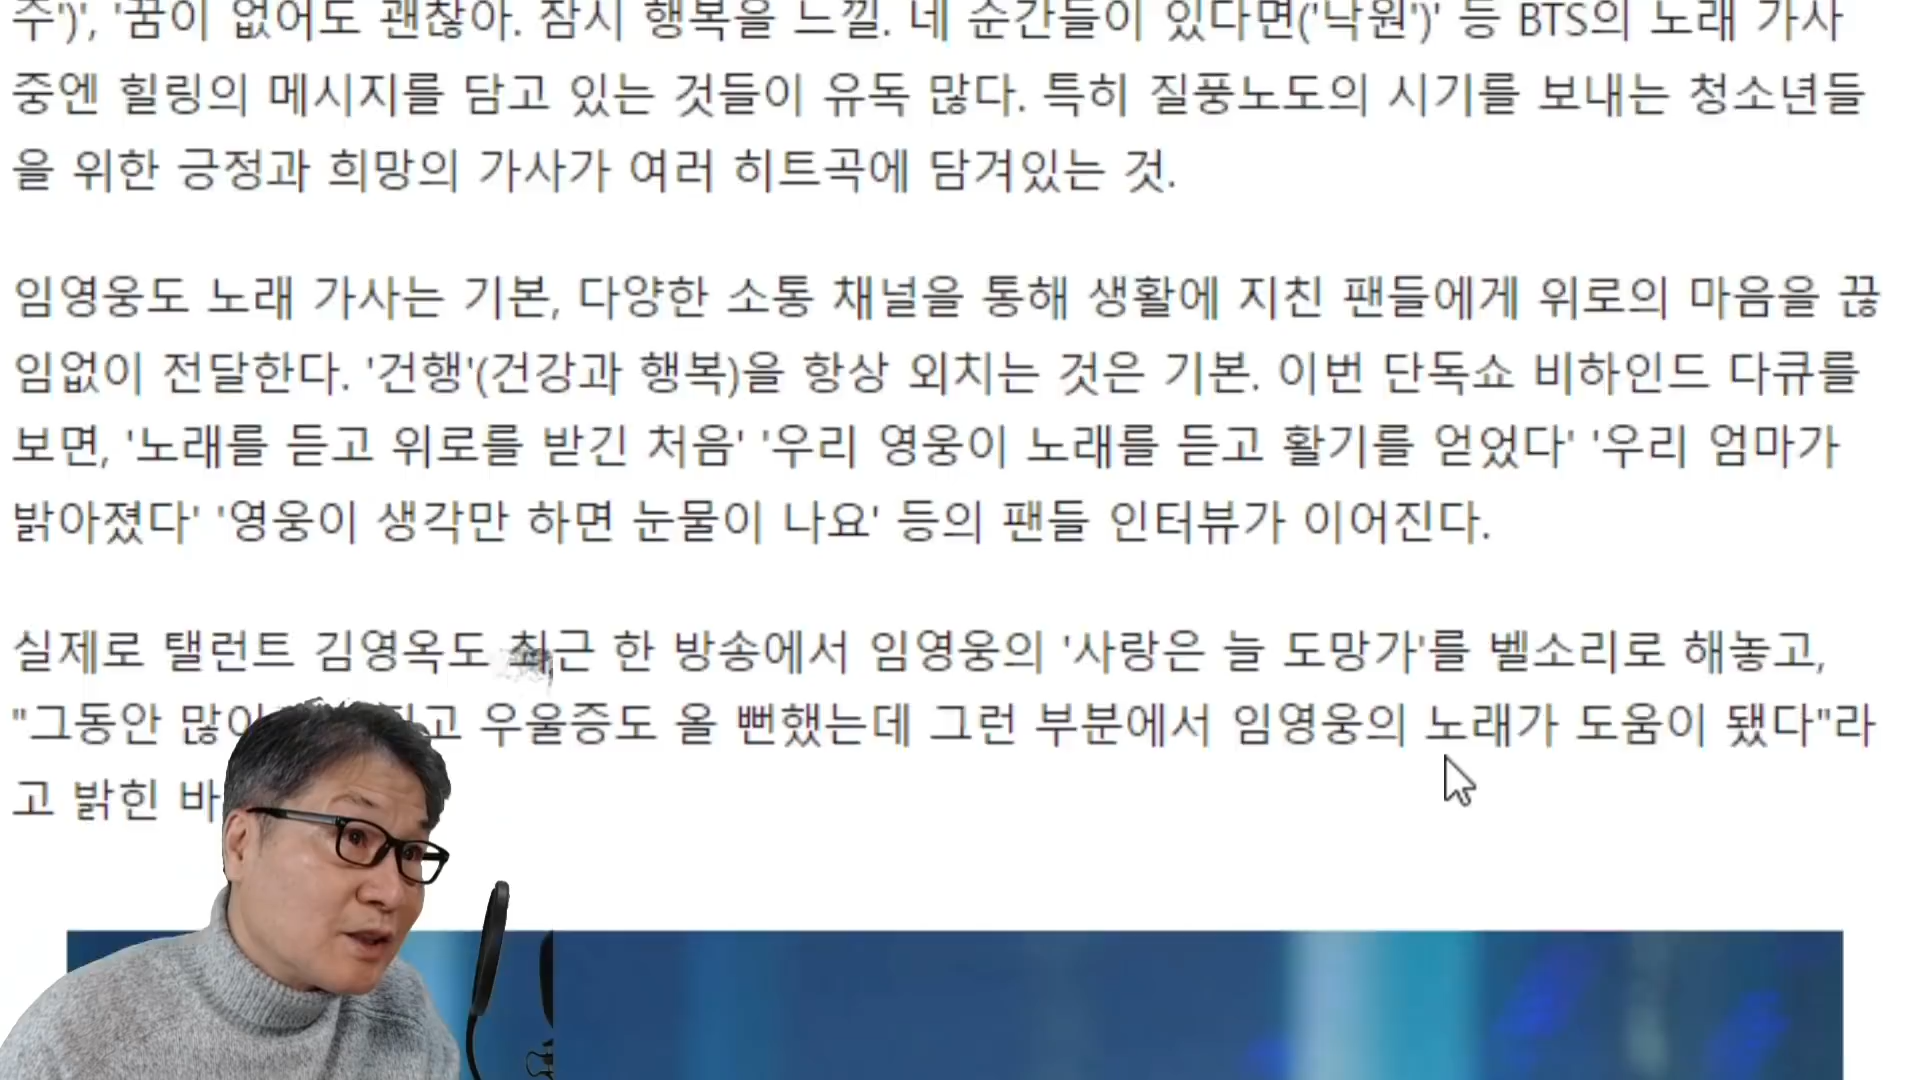 주')', '꿈이 없어도 괜찮아. 잠시 행복을 느낄. 네 순간들이 있다면('낙원')' 등 BTS의 노래 가사
중엔 힐링의 메시지를 담고 있는 것들이 유독 많다. 특히 질풍노도의 시기를 보내는 청소년들
을 위한 긍정과 희망의 가사가 여러 히트곡에 담겨있는 것.
임영웅도 노래 가사는 기본, 다양한 소통 채널을 통해 생활에 지친 팬들에게 위로의 마음을 끊
임없이 전달한다. '건행'(건강과 행복)을 항상 외치는 것은 기본. 이번 단독쇼 비하인드 다큐를
보면, '노래를 듣고 위로를 받긴 처음' '우리 영웅이 노래를 듣고 활기를 얻었다' '우리 엄마가
밝아졌다' '영웅이 생각만 하면 눈물이 나요' 등의 팬들 인터뷰가 이어진다.
실제로 탤런트 김영옥도 최근 한 방송에서 임영웅의 '사랑은 늘 도망가'를 벨소리로 해놓고,
"그동안 많이 고 우울증도 올 뻔했는데 그런 부분에서 임영웅의 노래가 도움이 됐다"라
고 밝힌 바